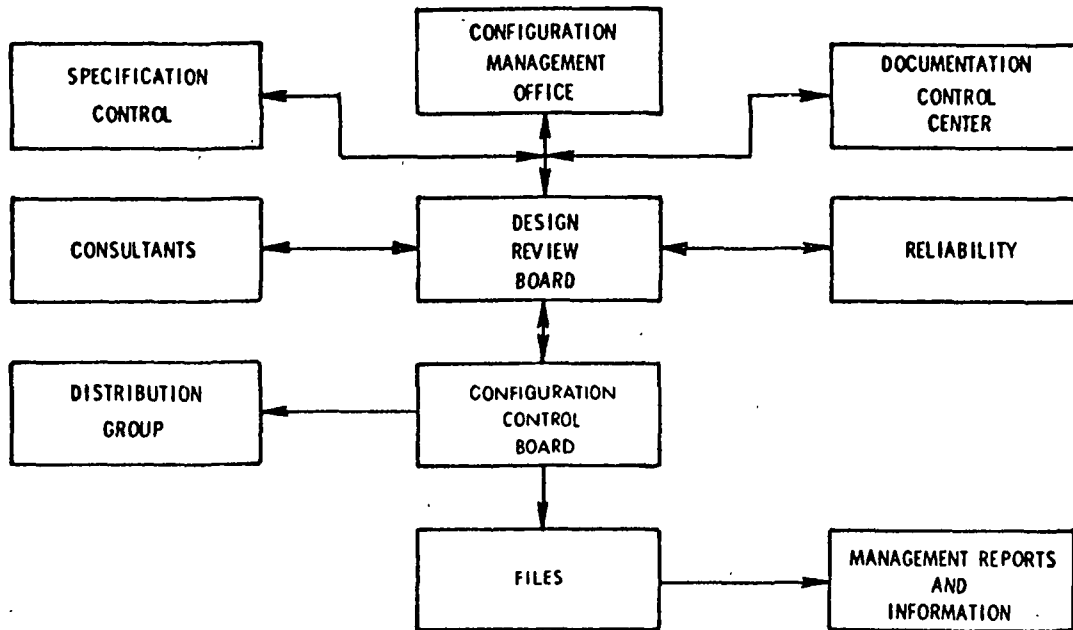 CONFIGURATION
MANAGEMENT
OFFICE
SPECIFICATION
CONTROL
DOCUMENTATION
CONTROL
CENTER
CONSULTANTS
DESIGN
REVIEW
BOARD
RELIABILITY
DISTRIBUTION
GROUP
CONFIGURATION
CONTROL
BOARD
FILES
MANAGEMENT REPORTS
AND
INFORMATION